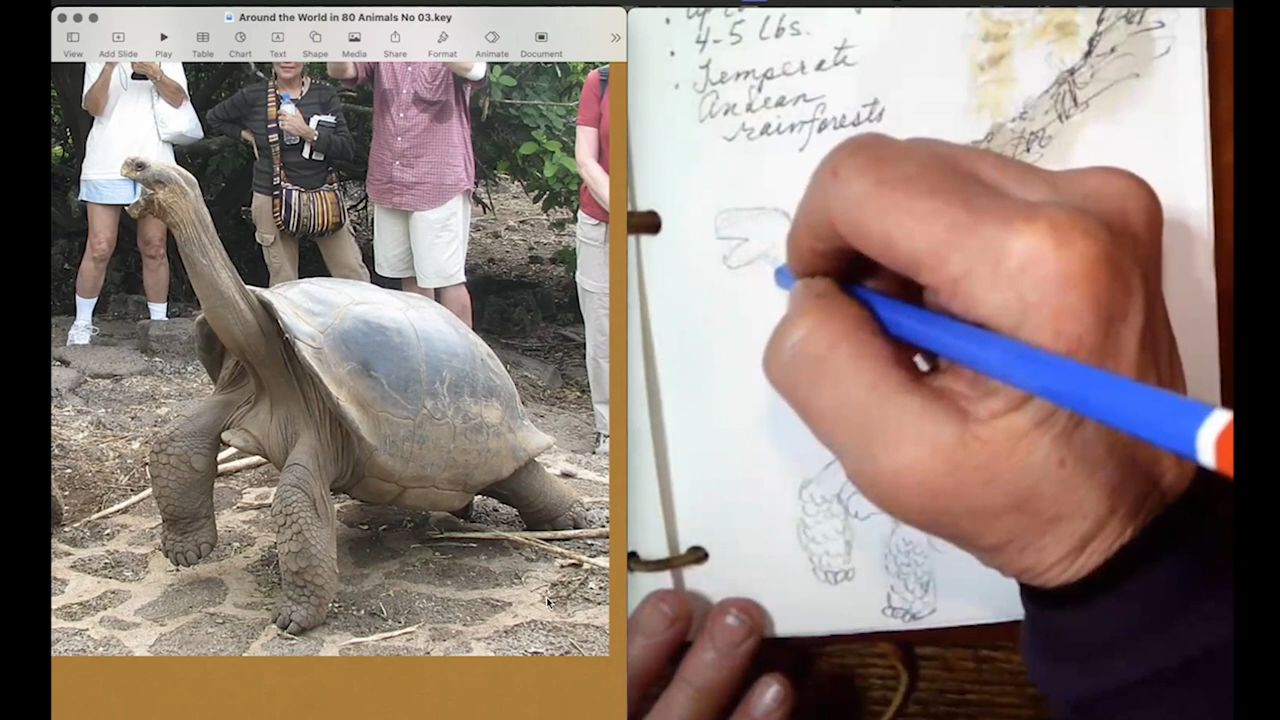 Around the World in 80 Animals No 03.key
View
Add Slide
Play
Table
Chart
Text
Shape
Media
Share
Format
Animate
Document
4-5 lbs.
Temperate
Andean
rainforests